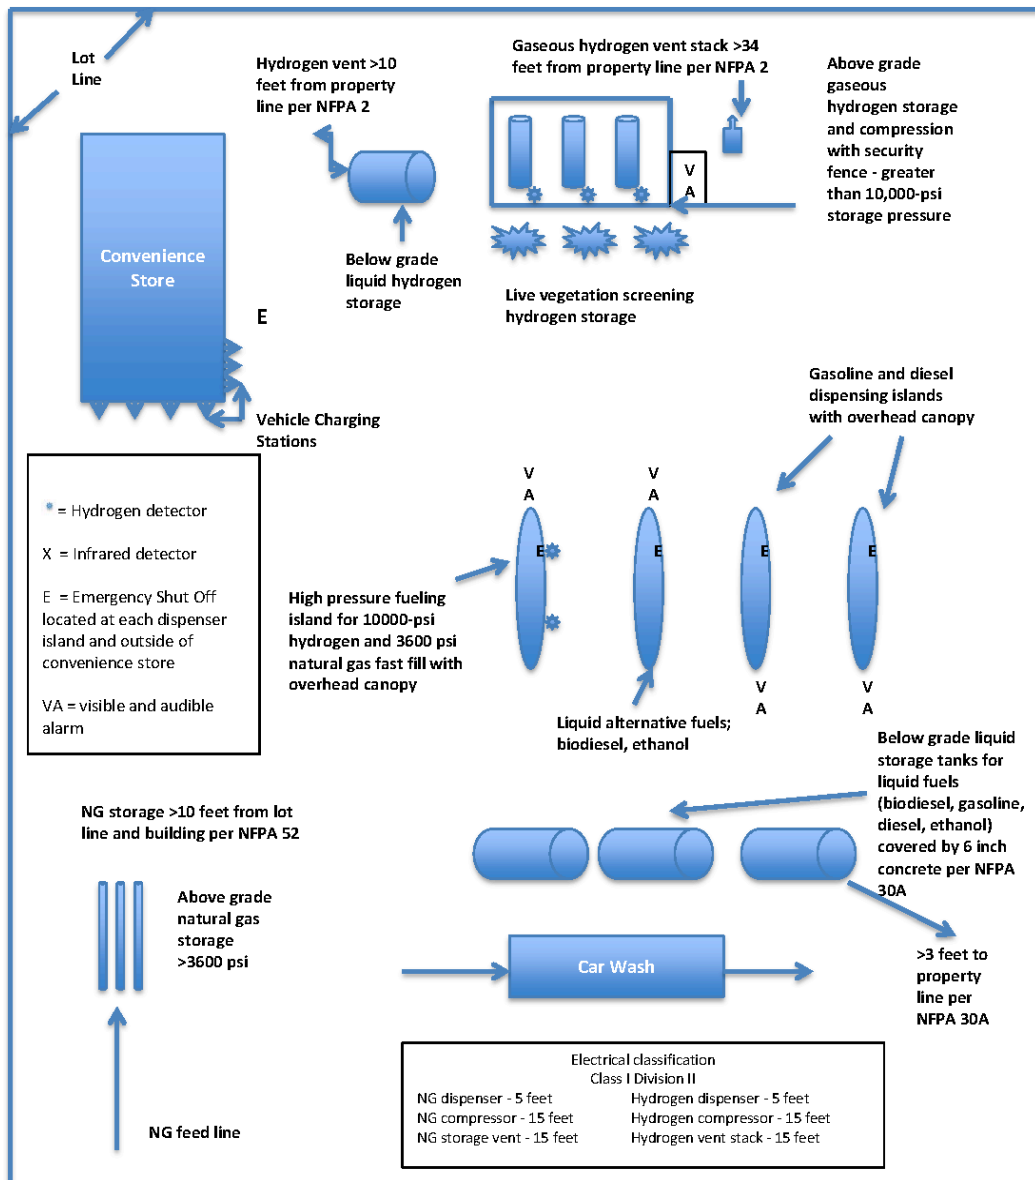 Lot
Line
Hydrogen vent >10
feet from property
line per NFPA 2
Gaseous hydrogen vent stack >34
feet from property line per NFPA 2
Above grade
gaseous
hydrogen storage
and compression
with security
fence - greater
than 10,000-psi
storage pressure
V
A
Convenience
Store
Below grade
liquid hydrogen
storage
Live vegetation screening
hydrogen storage
E
Vehicle Charging
Stations
Gasoline and diesel
dispensing islands
with overhead canopy
* = Hydrogen detector
X = Infrared detector
E = Emergency Shut Off
located at each dispenser
island and outside of
convenience store
VA = visible and audible
alarm
V
A
V
A
E
E
E
E
High pressure fueling
island for 10000-psi
hydrogen and 3600 psi
natural gas fast fill with
overhead canopy
V
A
V
A
Liquid alternative fuels;
biodiesel, ethanol
Below grade liquid
storage tanks for
liquid fuels
(biodiesel, gasoline,
diesel, ethanol)
covered by 6 inch
concrete per NFPA
30A
NG storage >10 feet from lot
line and building per NFPA 52
Above grade
natural gas
storage
>3600 psi
Car Wash
>3 feet to
property
line per
NFPA 30A
NG feed line
Electrical classification
Class I Division II
NG dispenser - 5 feet Hydrogen dispenser - 5 feet
NG compressor - 15 feet Hydrogen compressor - 15 feet
NG storage vent - 15 feet Hydrogen vent stack - 15 feet